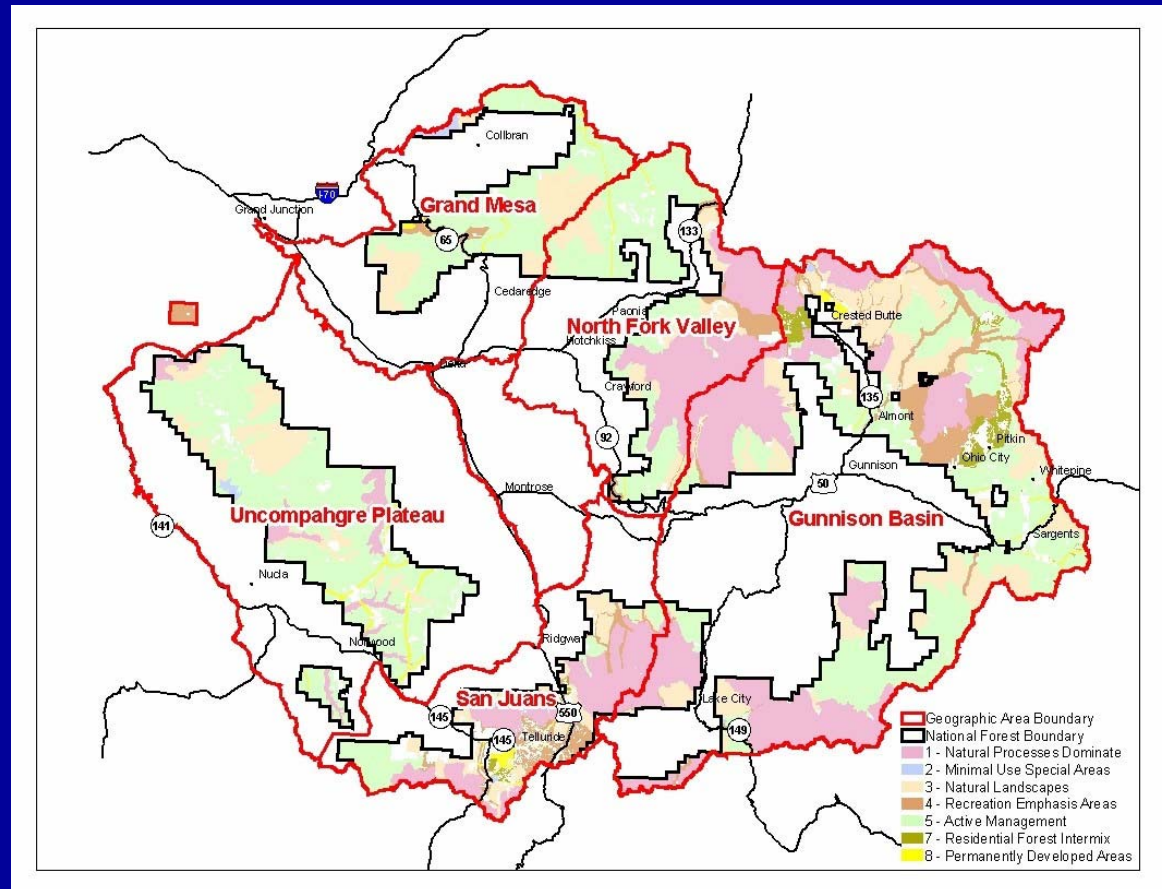 Collbran
Grand Mesa
I-70
Grand Junction
65
133
Cedaredge
Crested Butte
Paonia
North Fork Valley
Hotchkiss
Delta
Crawford
135
Almont
92
Pitkin
Ohio City
Gunnison
Whitepine
50
Montrose
Uncompahgre Plateau
Gunnison Basin
141
Sargents
Nucla
Ridgway
Norwood
San Juans
Lake City
145
550
149
145
Telluride
Geographic Area Boundary
National Forest Boundary
1 - Natural Processes Dominate
2 - Minimal Use Special Areas
3 - Natural Landscapes
4 - Recreation Emphasis Areas
5 - Active Management
7 - Residential Forest Intermix
8 - Permanently Developed Areas